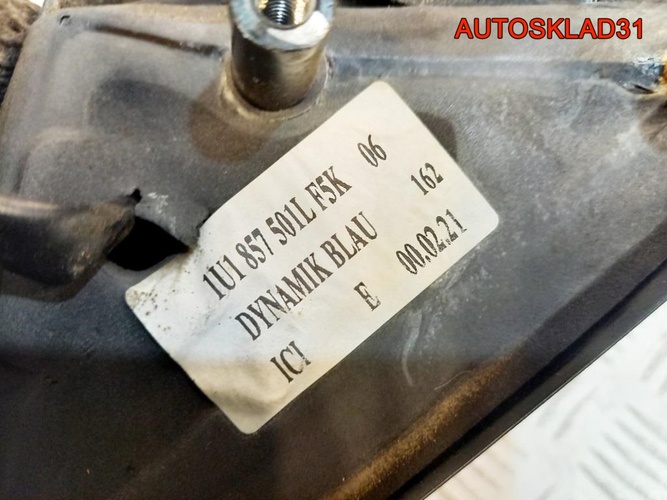 AUTOSKLAD31
1U1 857 501L F5K 06
DYNAMIK BLAU 162
ICI E 00.02.21